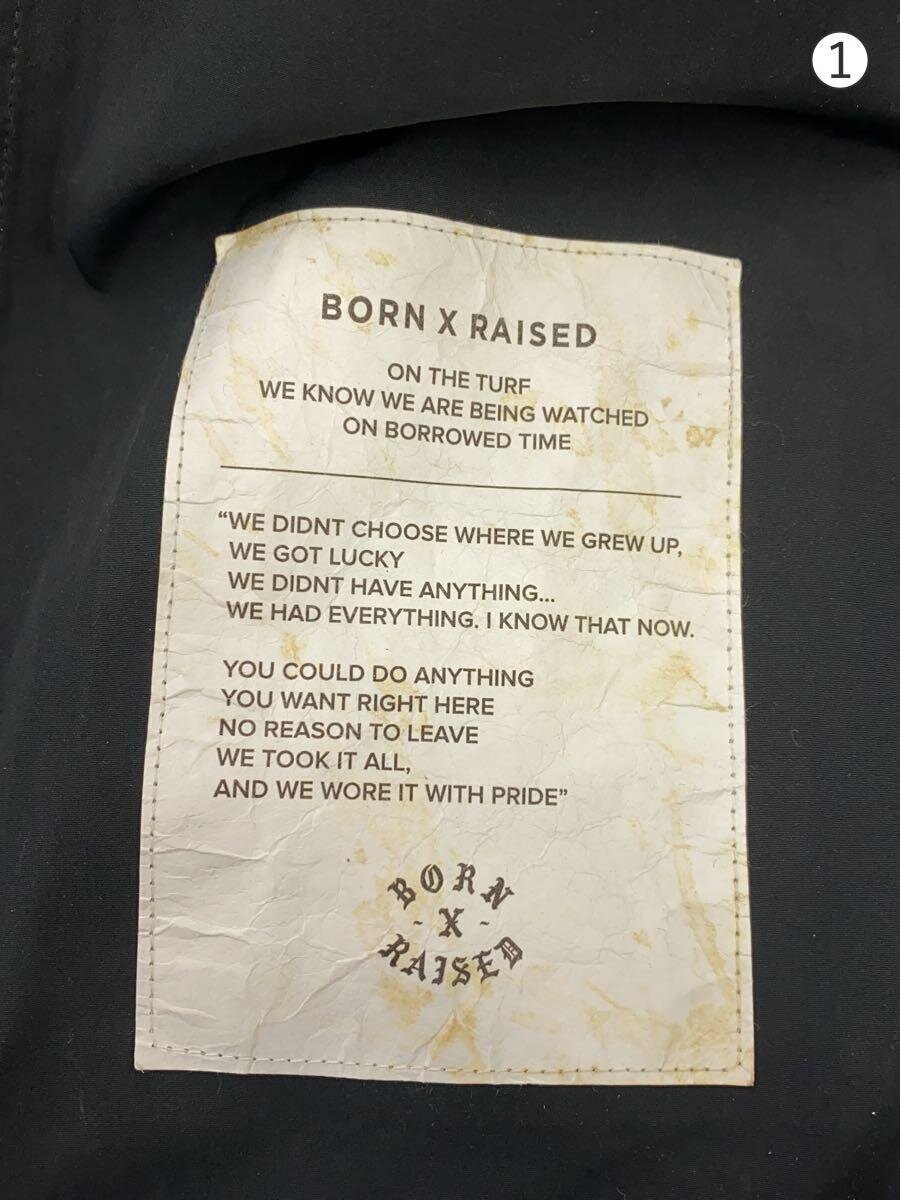 1
BORN X RAISED
ON THE TURF
WE KNOW WE ARE BEING WATCHED
ON BORROWED TIME
“WE DIDNT CHOOSE WHERE WE GREW UP,
WE GOT LUCKY
WE DIDNT HAVE ANYTHING...
WE HAD EVERYTHING. I KNOW THAT NOW.
YOU COULD DO ANYTHING
YOU WANT RIGHT HERE
NO REASON TO LEAVE
WE TOOK IT ALL,
AND WE WORE IT WITH PRIDE”
BORN
- X -
RAISED